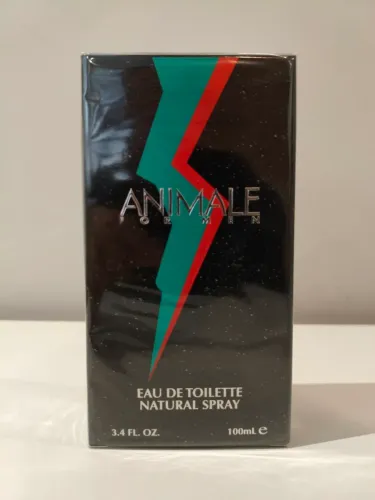 ANIMALE
FOR MEN
EAU DE TOILETTE
NATURAL SPRAY
3.4 FL. OZ. 100mL e